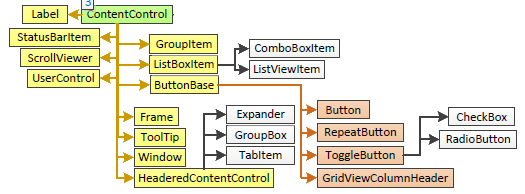 3
Label
ContentControl
StatusBarItem
ScrollViewer
UserControl
GroupItem
ListBoxItem
ButtonBase
ComboBoxItem
ListViewItem
Frame
ToolTip
Window
HeaderedContentControl
Expander
GroupBox
TabItem
Button
RepeatButton
ToggleButton
GridViewColumnHeader
CheckBox
RadioButton